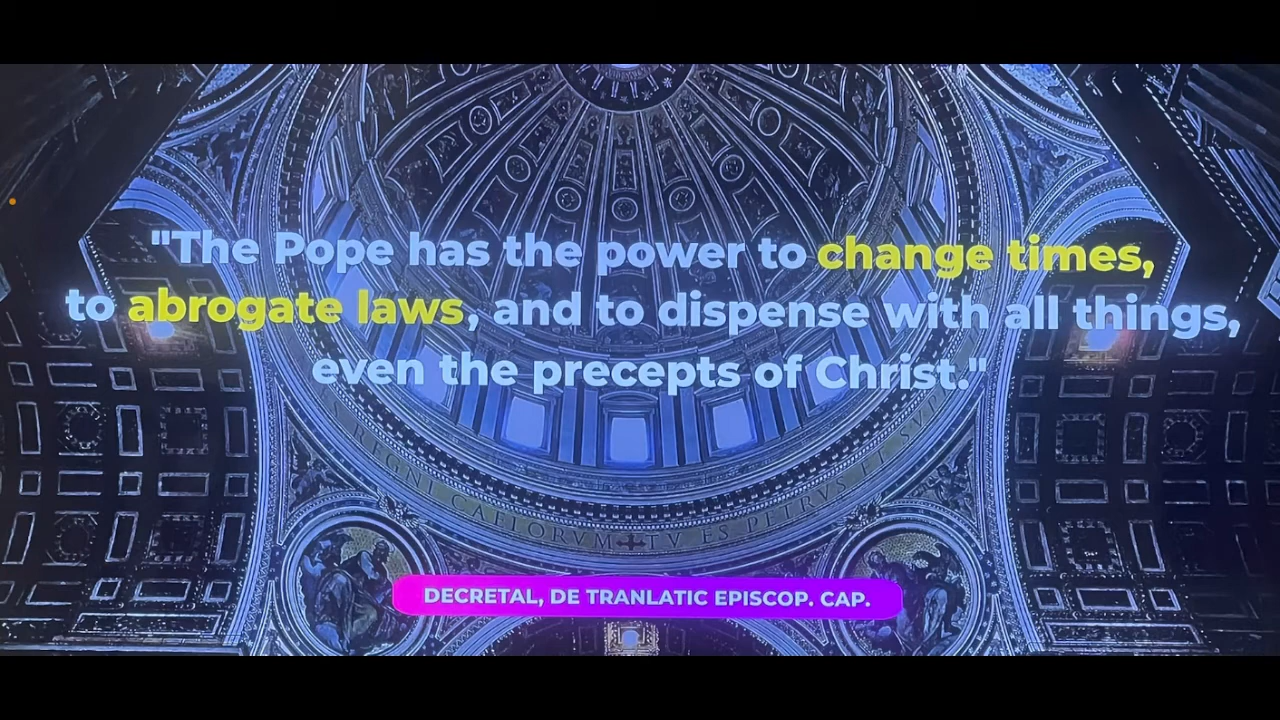 "The Pope has the power to change times,
to abrogate laws, and to dispense with all things,
even the precepts of Christ."
REGNI CAELORVM TV ES PETRVS ET SVP
DECRETAL, DE TRANLATIC EPISCOP. CAP.